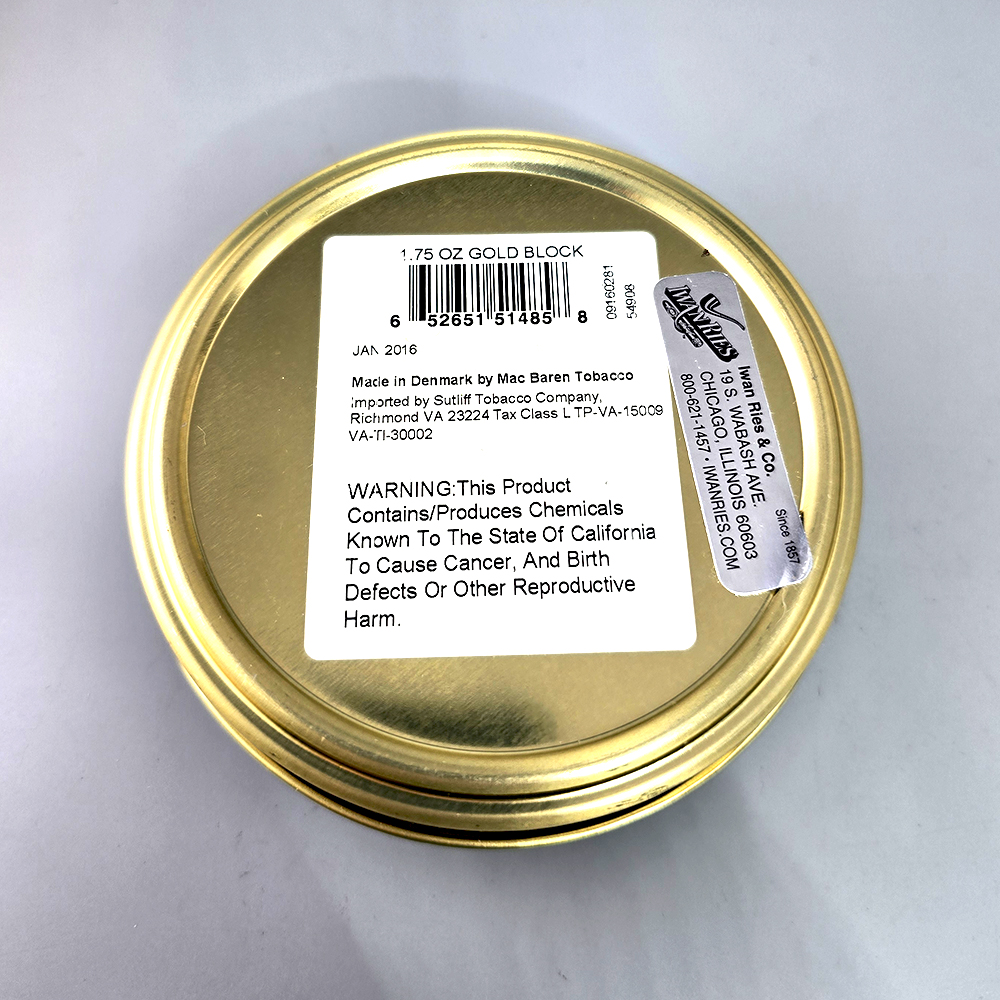 1.75 OZ GOLD BLOCK
6 52651 51485 8
09160281
54908
JAN 2016
Made in Denmark by Mac Baren Tobacco
Imported by Sutliff Tobacco Company,
Richmond VA 23224 Tax Class L TP-VA-15009
VA-TI-30002
WARNING:This Product
Contains/Produces Chemicals
Known To The State Of California
To Cause Cancer, And Birth
Defects Or Other Reproductive
Harm.
IWANRIES
Iwan Ries & Co.
19 S. WABASH AVE.
CHICAGO, ILLINOIS 60603
800-621-1457 • IWANRIES.COM
Since 1857